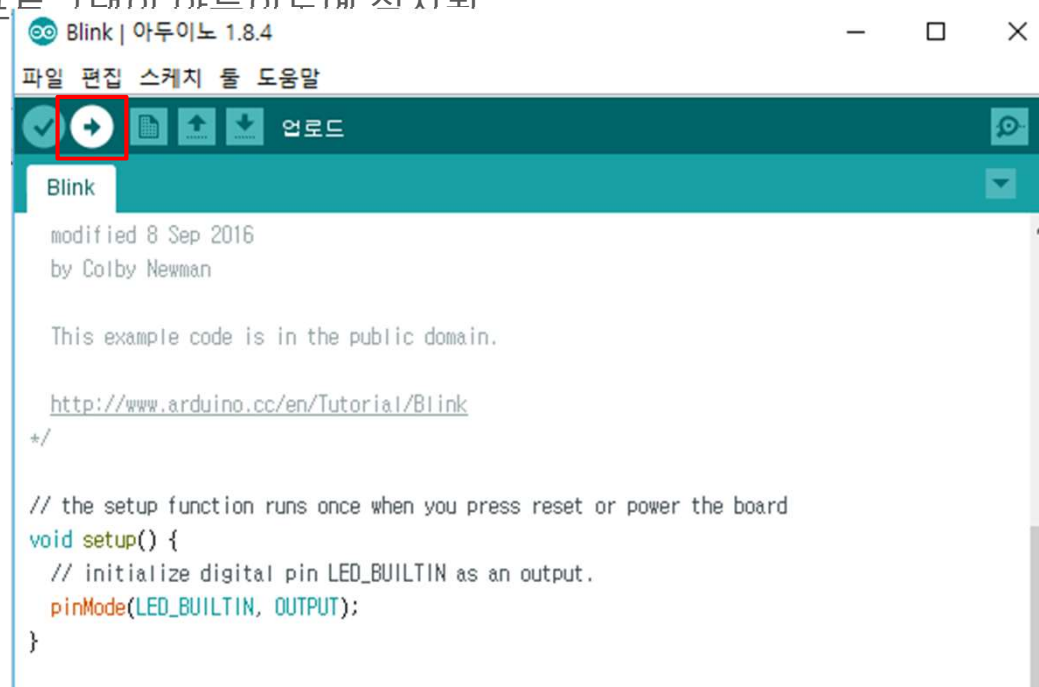 Blink | 아두이노 1.8.4
파일 편집 스케치 툴 도움말
업로드
Blink
modified 8 Sep 2016
by Colby Newman
This example code is in the public domain.
http://www.arduino.cc/en/Tutorial/Blink
*/
// the setup function runs once when you press reset or power the board
void setup() {
// initialize digital pin LED_BUILTIN as an output.
pinMode(LED_BUILTIN, OUTPUT);
}